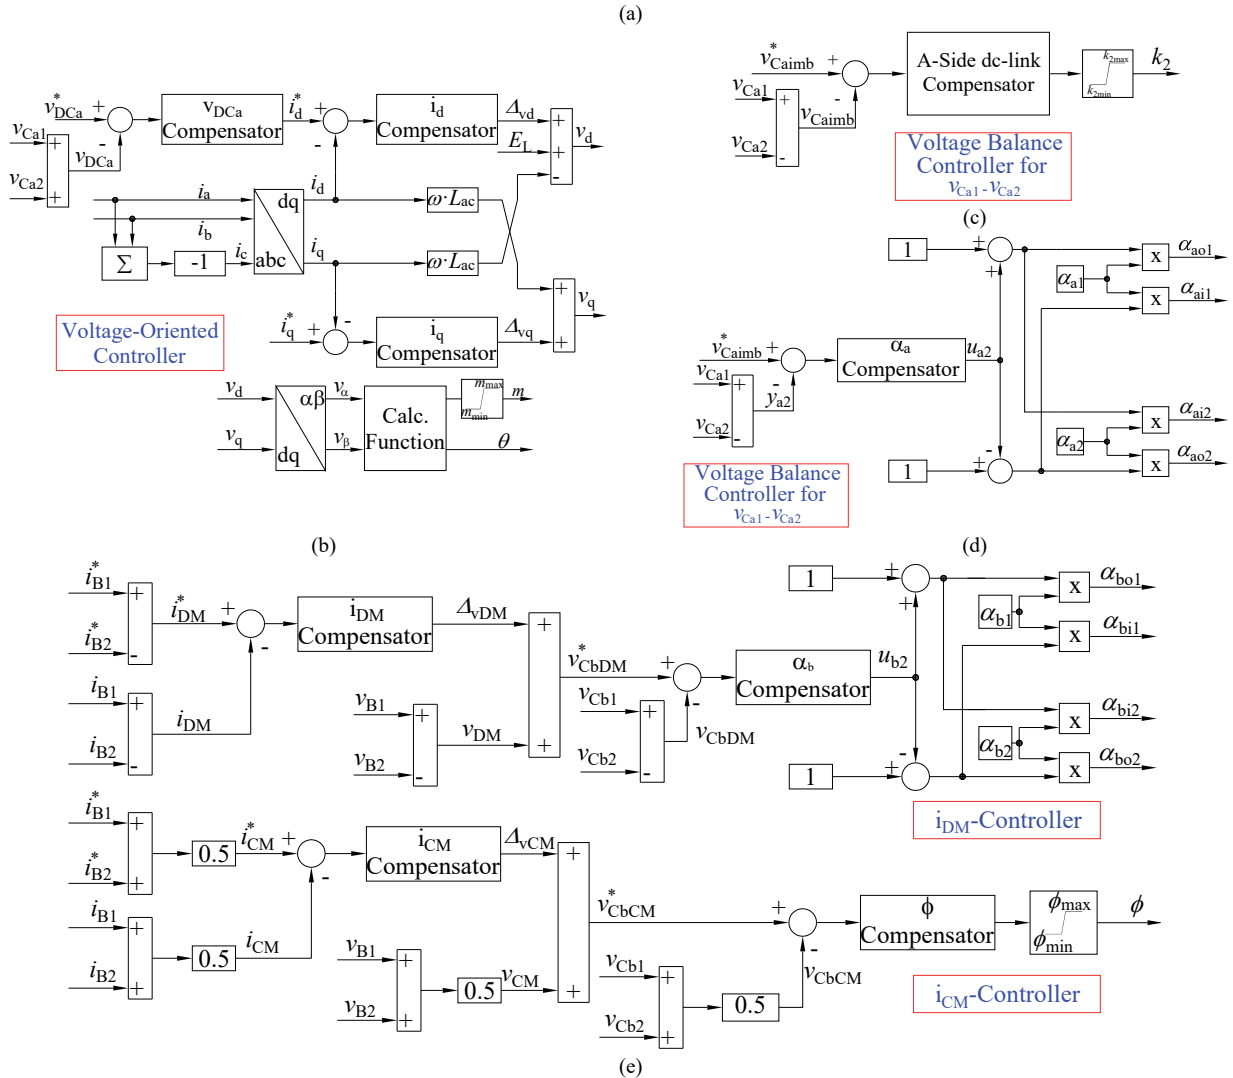 (a)
v*DCa
+
-
vDCa
Compensator
i*d
+
-
id
Compensator
Δvd
EL
+
+
-
vd
vCa1
vCa2
+
+
vDCa
ia
ib
ic
Σ
-1
dq
abc
id
iq
ω·Lac
ω·Lac
i*q
+
-
iq
Compensator
Δvq
+
+
vq
Voltage-Oriented
Controller
vd
vq
αβ
dq
vα
vβ
Calc.
Function
mmax
mmin
m
θ
(b)
v*Caimb
+
-
vCa1
vCa2
+
-
vCaimb
A-Side dc-link
Compensator
k2max
k2min
k2
Voltage Balance
Controller for
vCa1-vCa2
(c)
v*Caimb
+
-
vCa1
vCa2
+
-
ya2
αa
Compensator
ua2
1
+
+
1
+
-
αa1
αa2
x
x
x
x
αao1
αai1
αai2
αao2
Voltage Balance
Controller for
vCa1-vCa2
(d)
i*B1
i*B2
+
-
i*DM
+
-
iB1
iB2
+
-
iDM
iDM
Compensator
ΔvDM
vB1
vB2
+
-
vDM
+
+
v*CbDM
+
-
vCb1
vCb2
+
-
vCbDM
αb
Compensator
ub2
1
+
+
1
+
-
αb1
αb2
x
x
x
x
αbo1
αbi1
αbi2
αbo2
iDM-Controller
i*B1
i*B2
+
+
0.5
i*CM
+
-
iB1
iB2
+
+
0.5
iCM
iCM
Compensator
ΔvCM
vB1
vB2
+
+
0.5
vCM
+
+
v*CbCM
+
-
vCb1
vCb2
+
+
0.5
vCbCM
ϕ
Compensator
ϕmax
ϕmin
ϕ
iCM-Controller
(e)